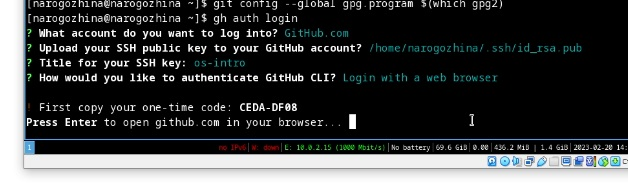 [narogozhina@narogozhina ~]$ git config --global gpg.program $(which gpg2)
[narogozhina@narogozhina ~]$ gh auth login
? What account do you want to log into? GitHub.com
? Upload your SSH public key to your GitHub account? /home/narogozhina/.ssh/id_rsa.pub
? Title for your SSH key: os-intro
? How would you like to authenticate GitHub CLI? Login with a web browser
! First copy your one-time code: CEDA-DF08
Press Enter to open github.com in your browser...
1 no IPv6| W: down| E: 10.0.2.15 (1000 Mbit/s)| No battery| 69.6 GiB| 0.00| 436.2 MiB | 1.4 GiB| 2023-02-20 14: